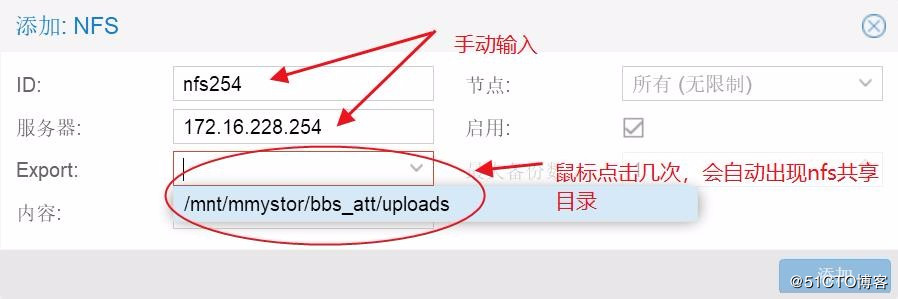 添加: NFS
手动输入
ID:
nfs254
节点:
所有 (无限制)
服务器:
172.16.228.254
启用:
Export:
鼠标点击几次，会自动出现nfs共享
目录
/mnt/mmystor/bbs_att/uploads
内容:
添加
@51CTO博客